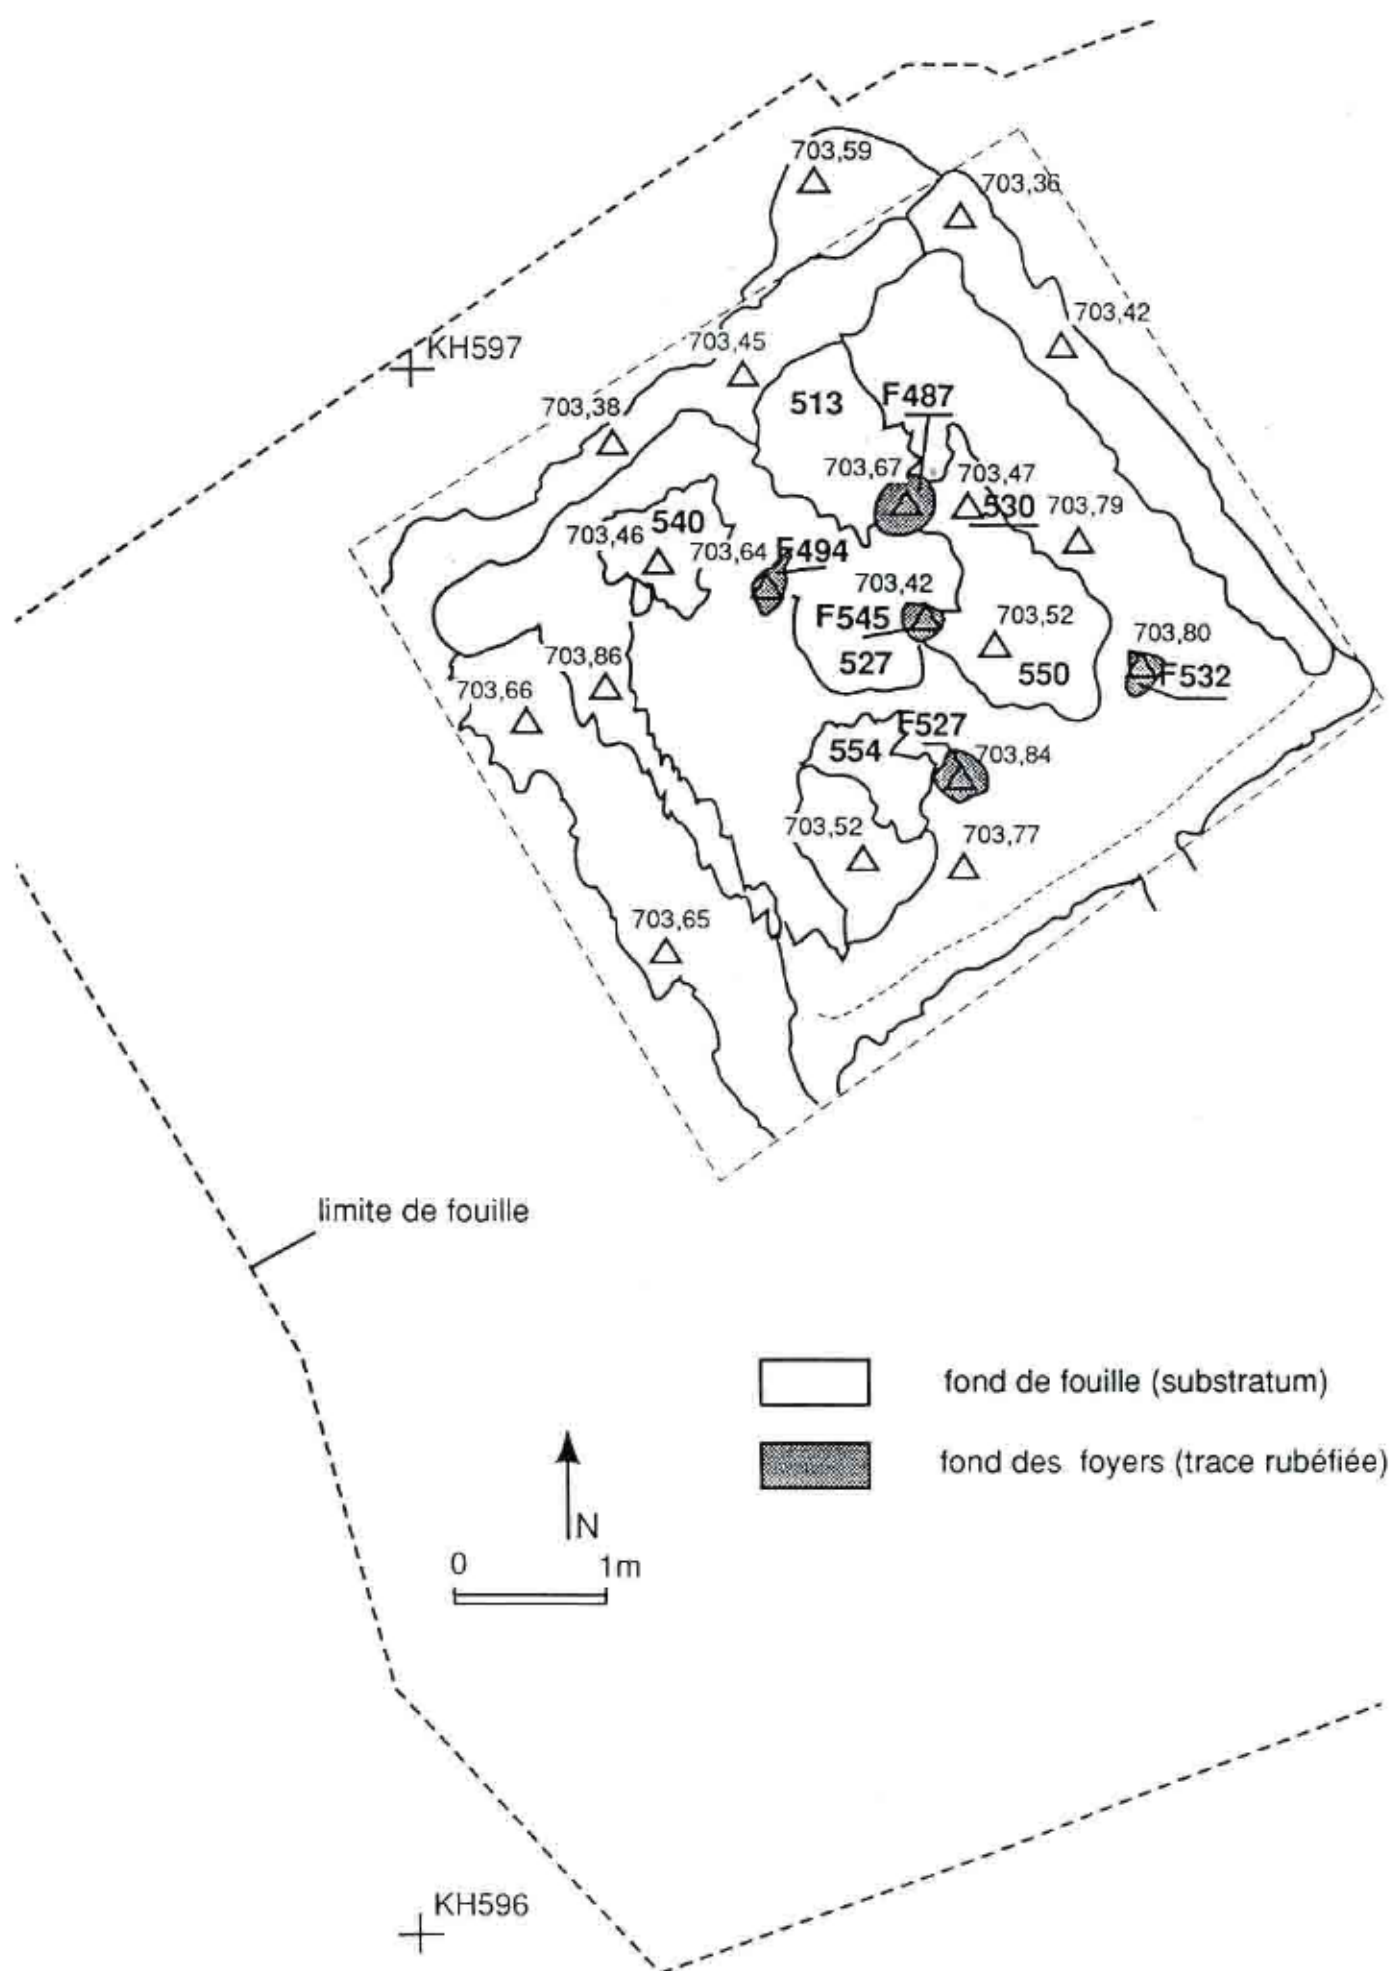 703,59
703,36
703,42
703,45
KH597
513
F487
703,38
703,67
703,47
530
703,79
540
703,46
703,64
F494
703,42
F545
703,52
527
550
703,80
F532
703,86
703,66
F527
554
703,84
703,52
703,77
703,65
limite de fouille
fond de fouille (substratum)
fond des foyers (trace rubéfiée)
N
0 1m
KH596